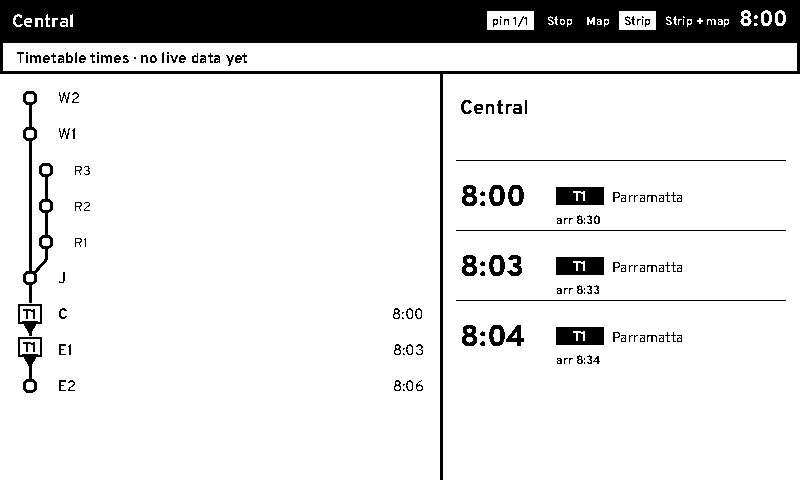 Central
pin 1/1 Stop Map Strip Strip + map 8:00
Timetable times · no live data yet
W2
W1
R3
R2
R1
J
T1 C 8:00
T1 E1 8:03
E2 8:06
Central
8:00 T1 Parramatta
arr 8:30
8:03 T1 Parramatta
arr 8:33
8:04 T1 Parramatta
arr 8:34